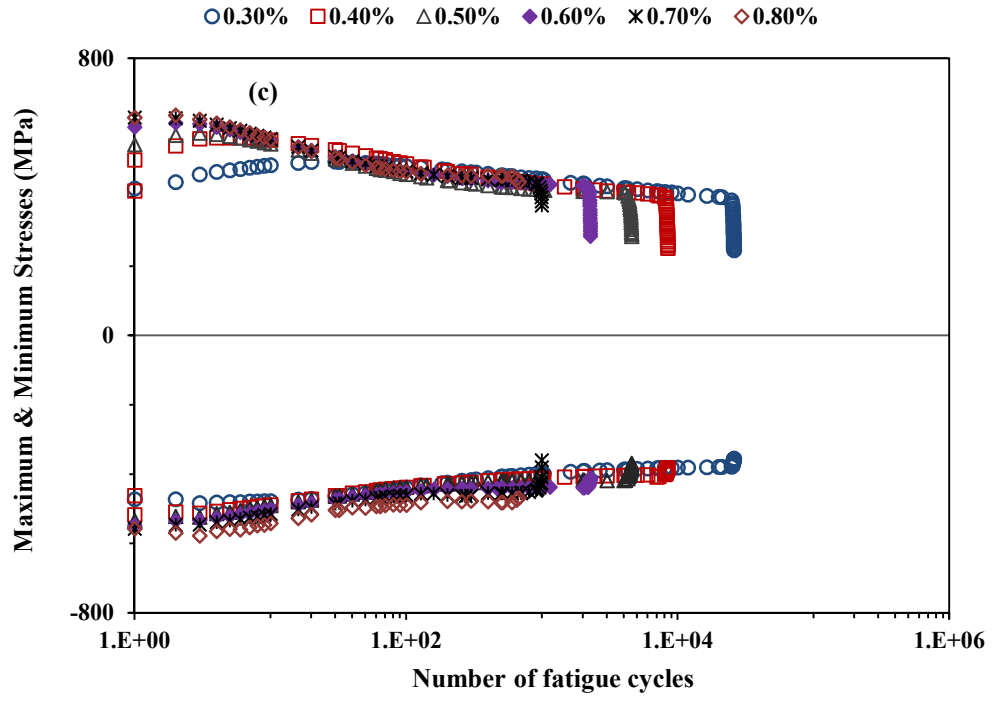 0.30% 0.40% 0.50% 0.60% 0.70% 0.80%
800
(c)
Maximum & Minimum Stresses (MPa)
0
-800
1.E+00 1.E+02 1.E+04 1.E+06
Number of fatigue cycles